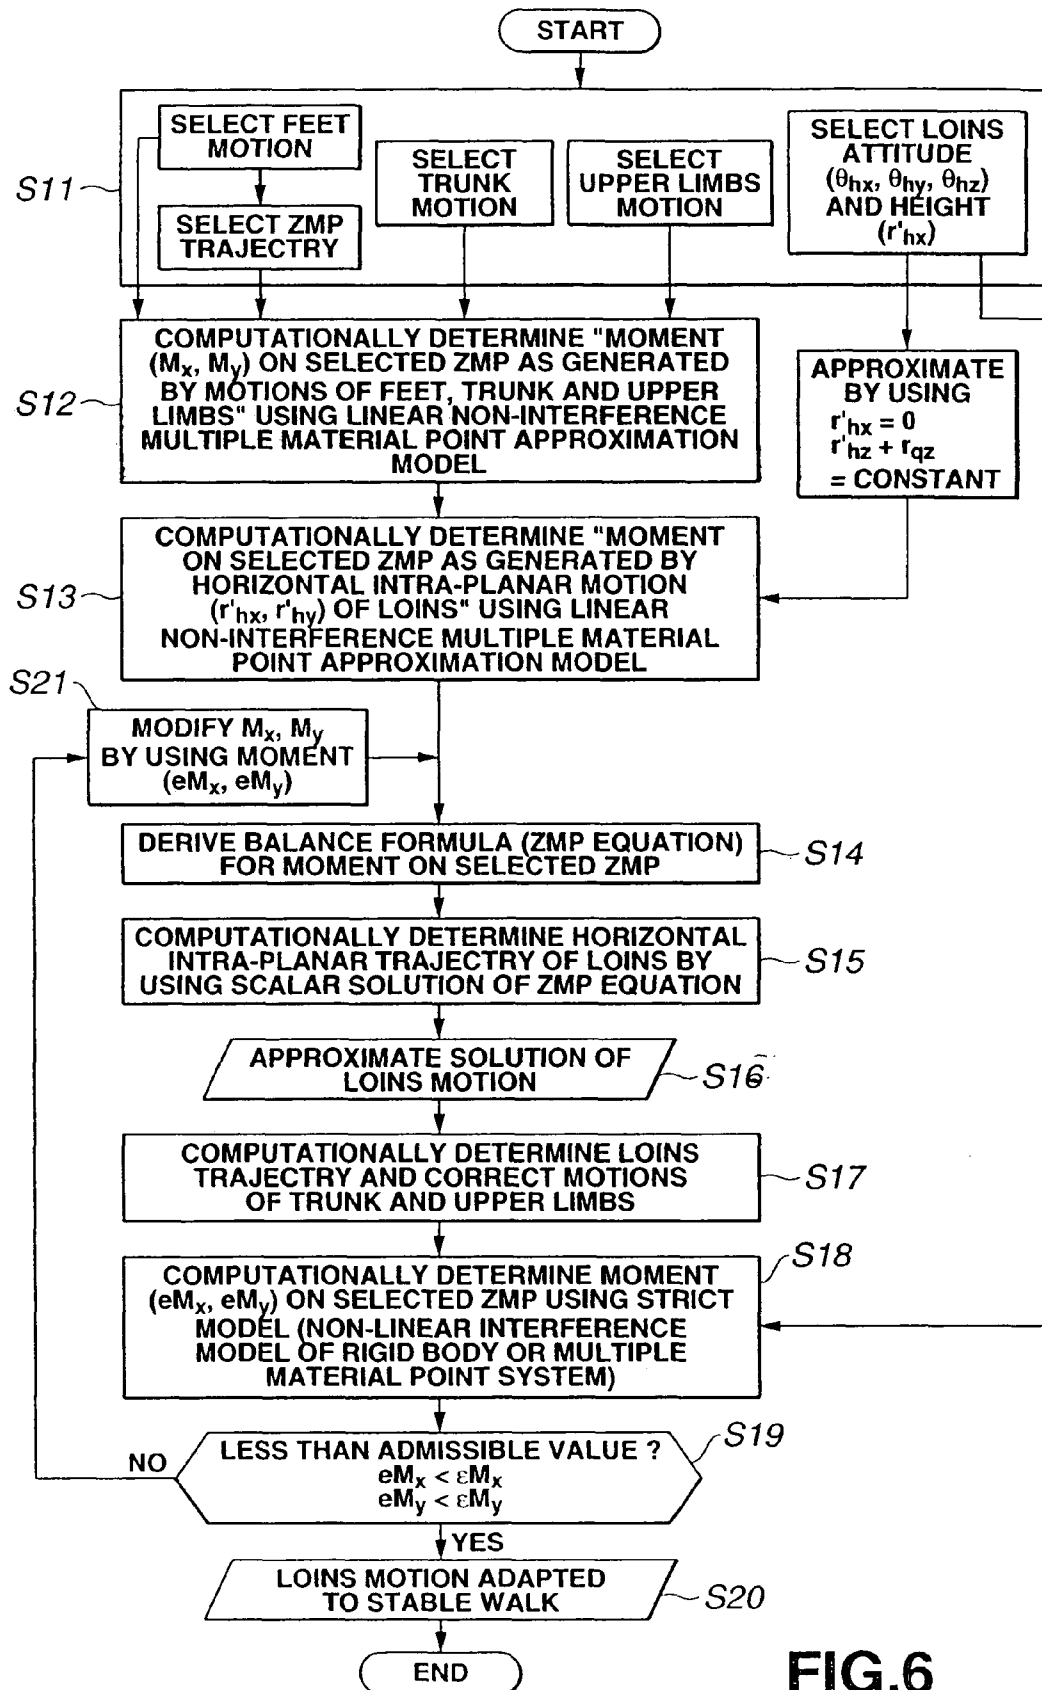 START
SELECT FEET
MOTION
SELECT ZMP
TRAJECTRY
SELECT
TRUNK
MOTION
SELECT
UPPER LIMBS
MOTION
SELECT LOINS
ATTITUDE
(θhx, θhy, θhz)
AND HEIGHT
(r'hx)
S11
COMPUTATIONALLY DETERMINE "MOMENT
(Mx, My) ON SELECTED ZMP AS GENERATED
BY MOTIONS OF FEET, TRUNK AND UPPER
LIMBS" USING LINEAR NON-INTERFERENCE
MULTIPLE MATERIAL POINT APPROXIMATION
MODEL
S12
APPROXIMATE
BY USING
r'hx = 0
r'hz + rqz
= CONSTANT
COMPUTATIONALLY DETERMINE "MOMENT
ON SELECTED ZMP AS GENERATED BY
HORIZONTAL INTRA-PLANAR MOTION
(r'hx, r'hy) OF LOINS" USING LINEAR
NON-INTERFERENCE MULTIPLE MATERIAL
POINT APPROXIMATION MODEL
S13
S21
MODIFY Mx, My
BY USING MOMENT
(eMx, eMy)
DERIVE BALANCE FORMULA (ZMP EQUATION)
FOR MOMENT ON SELECTED ZMP
S14
COMPUTATIONALLY DETERMINE HORIZONTAL
INTRA-PLANAR TRAJECTORY OF LOINS BY
USING SCALAR SOLUTION OF ZMP EQUATION
S15
APPROXIMATE SOLUTION OF
LOINS MOTION
S16
COMPUTATIONALLY DETERMINE LOINS
TRAJECTORY AND CORRECT MOTIONS
OF TRUNK AND UPPER LIMBS
S17
S18
COMPUTATIONALLY DETERMINE MOMENT
(eMx, eMy) ON SELECTED ZMP USING STRICT
MODEL (NON-LINEAR INTERFERENCE
MODEL OF RIGID BODY OR MULTIPLE
MATERIAL POINT SYSTEM)
S19
LESS THAN ADMISSIBLE VALUE ?
eMx < εMx
eMy < εMy
NO
YES
LOINS MOTION ADAPTED
TO STABLE WALK
S20
END
FIG.6